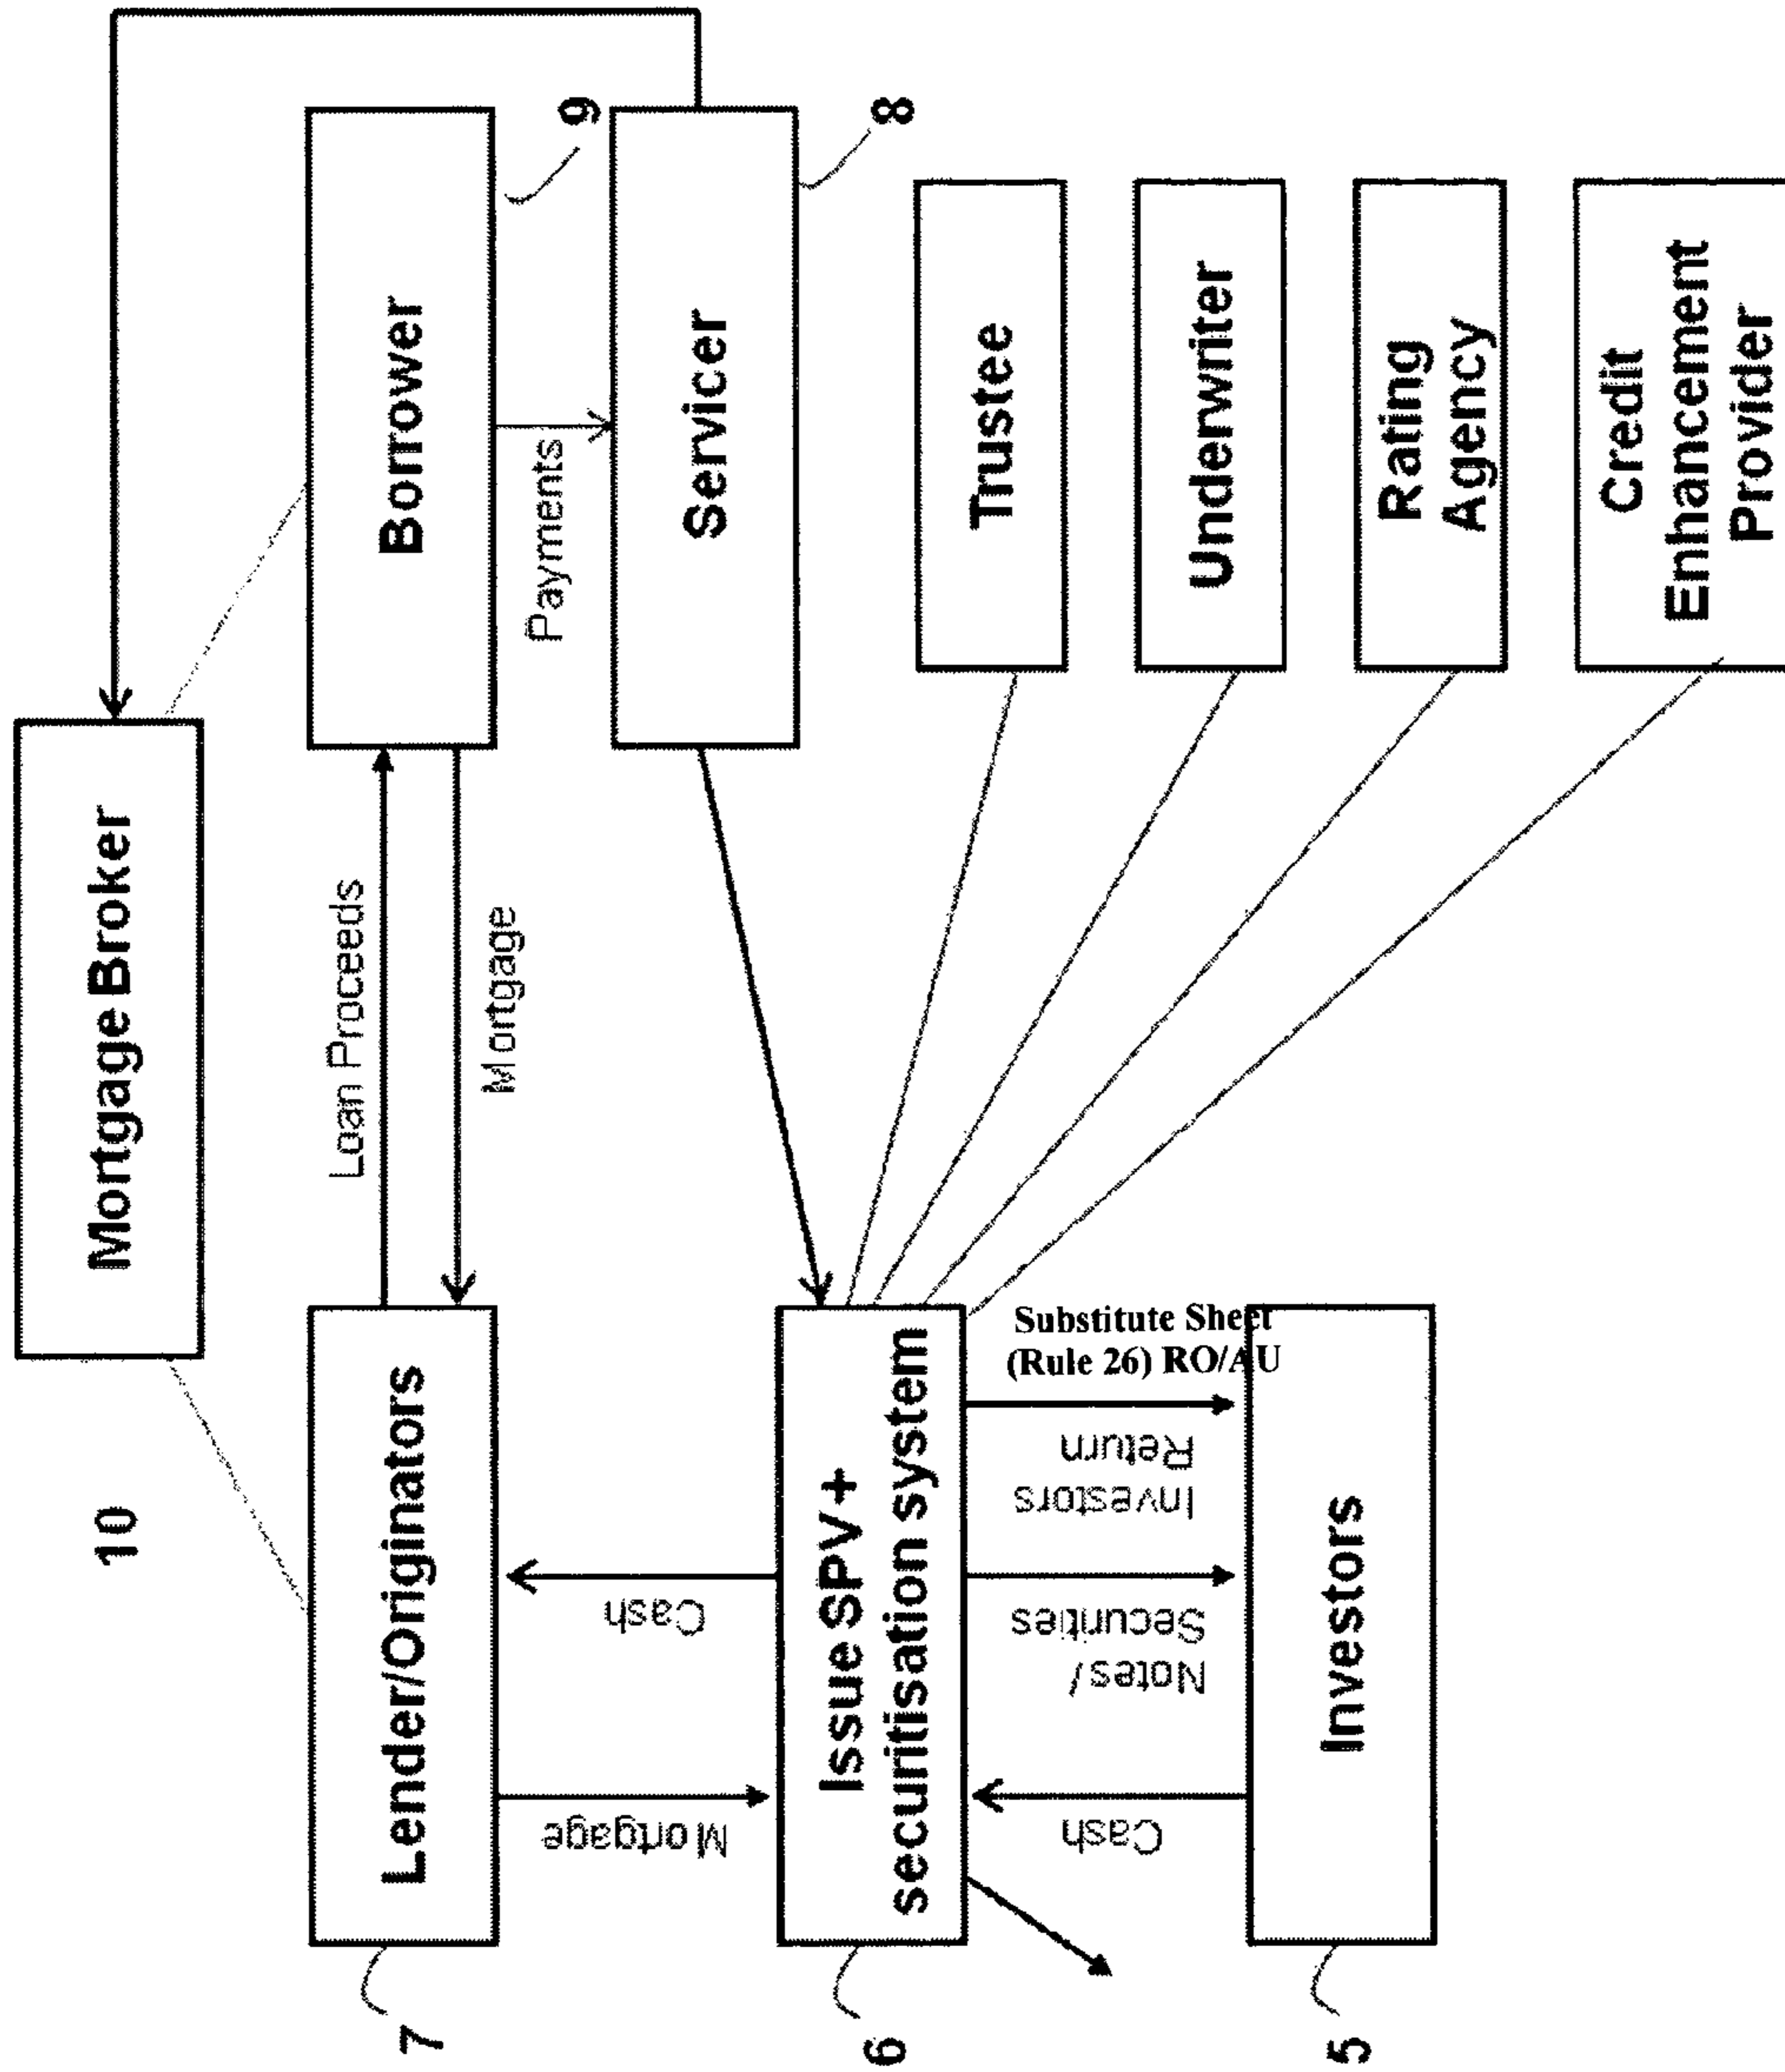 10
Mortgage Broker
7
Lender/Originators
Loan Proceeds
Mortgage
Borrower
9
Payments
Servicer
8
Mortgage
Cash
6
Issue SPV +
securitisation system
Cash
Notes/
Securities
Investors
Return
Substitute Sheet
(Rule 26) RO/AU
5
Investors
Trustee
Underwriter
Rating
Agency
Credit
Enhancement
Provider